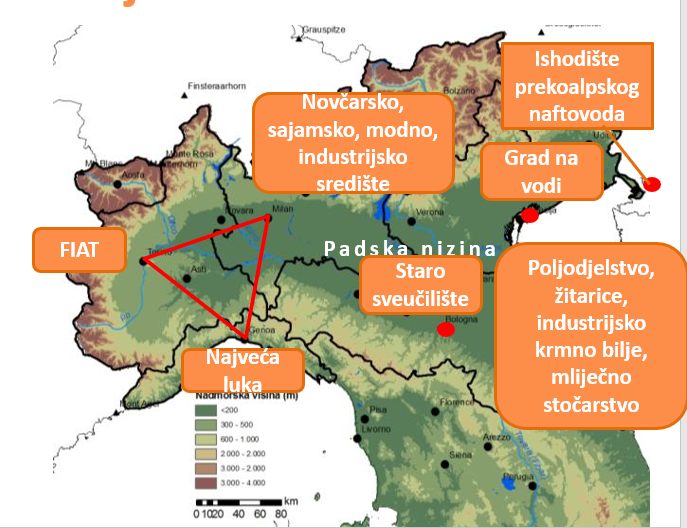 Grauspitze
Ishodište
prekoalpskog
naftovoda
Finsteraarhorn
Bolzano
Novčarsko,
sajamsko, modno,
industrijsko
središte
Grad na
vodi
Monte Rosa
Aosta
Novara
Milan
Verona
FIAT
Padska nizina
Asti
Staro
sveučilište
Poljodjelstvo,
žitarice,
industrijsko
krmno bilje,
mliječno
stočarstvo
Po
Bologna
Genoa
Najveća
luka
Nadmorska visina (m)
<200
300 - 500
600 - 1.000
2.000 - 2.000
3.000 - 2.000
3.000 - 4.000
km
0 10 20 40 60 80
Pisa
Livorno
Florence
Arezzo
Siena
Perugia